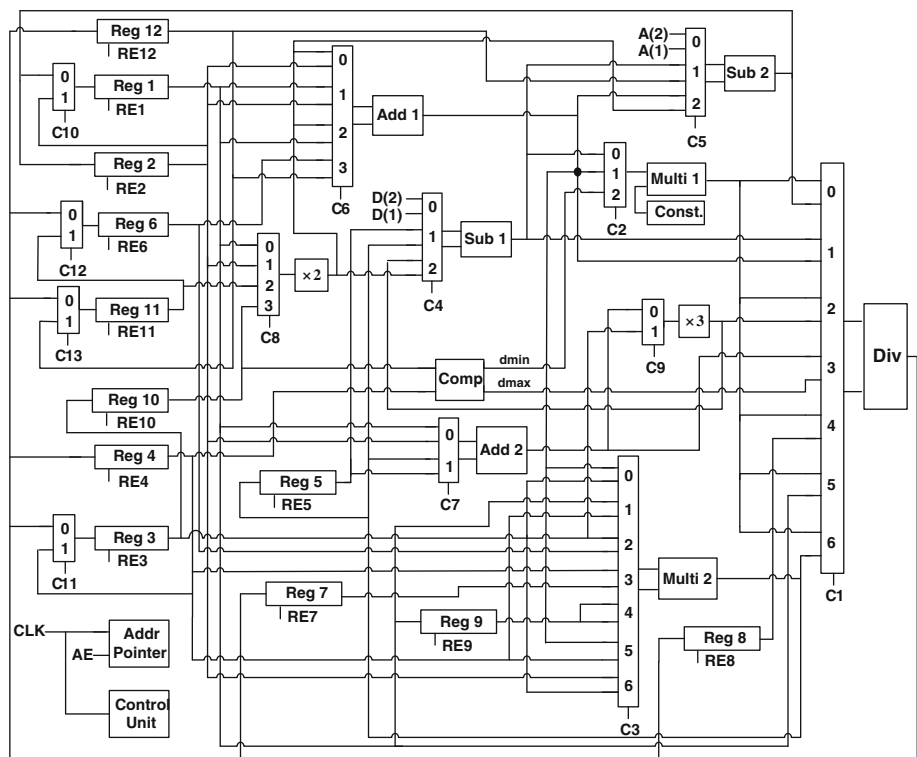 Reg 12
RE12
0
1
C10
Reg 1
RE1
Reg 2
RE2
0
1
C12
Reg 6
RE6
0
1
C13
Reg 11
RE11
Reg 10
RE10
Reg 4
RE4
0
1
C11
Reg 3
RE3
CLK
AE
Addr
Pointer
Control
Unit
0
1
2
3
C6
Add 1
0
1
2
3
C8
×2
D(2)
D(1)
0
1
2
C4
Sub 1
A(2)
A(1)
0
1
2
C5
Sub 2
0
1
2
C2
Multi 1
Const.
0
1
C9
×3
Comp
dmin
dmax
Reg 5
RE5
0
1
C7
Add 2
Reg 7
RE7
Reg 9
RE9
0
1
2
3
4
5
6
C3
Multi 2
Reg 8
RE8
0
1
2
3
4
5
6
C1
Div